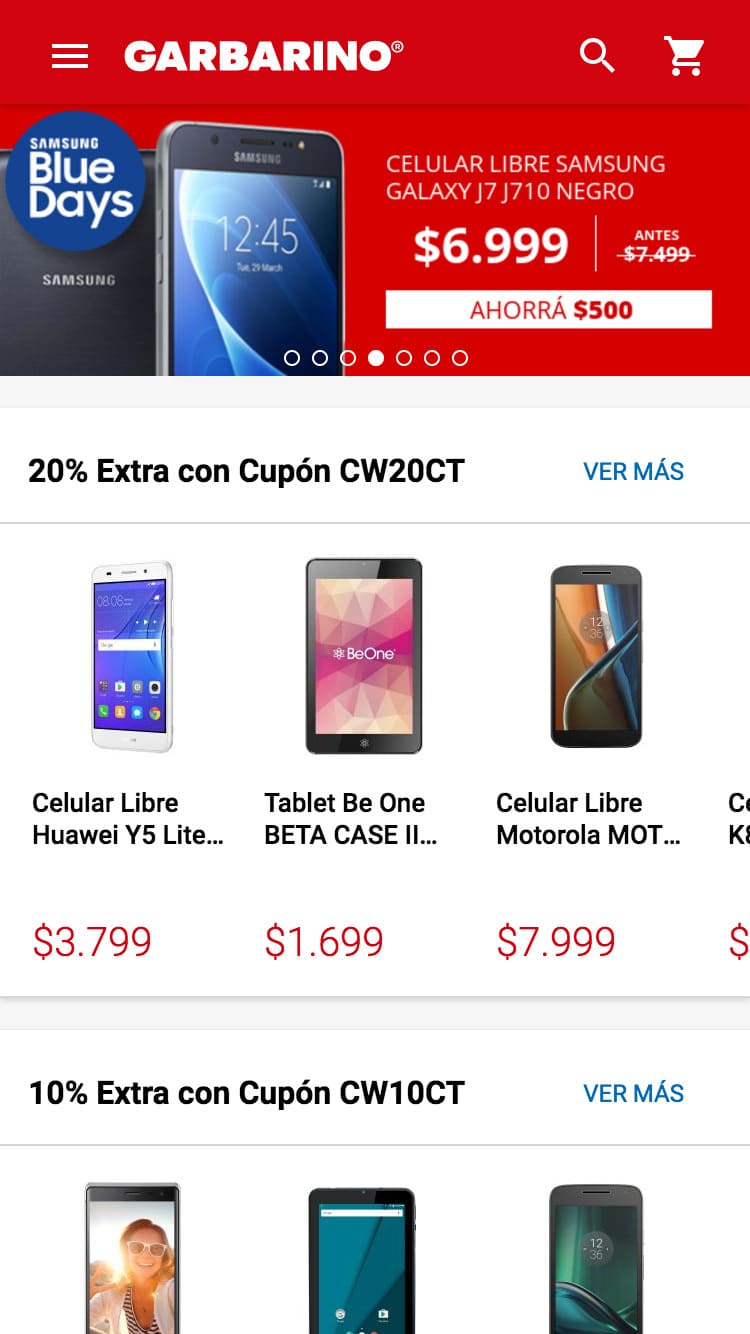 GARBARINO®
SAMSUNG
Blue
Days
SAMSUNG
SAMSUNG
12:45
Tue, 29 March
CELULAR LIBRE SAMSUNG
GALAXY J7 J710 NEGRO
$6.999
ANTES
$7.499
AHORRÁ $500
20% Extra con Cupón CW20CT
VER MÁS
08:08
Google
BeOne
12
36
Celular Libre
Huawei Y5 Lite...
Tablet Be One
BETA CASE II...
Celular Libre
Motorola MOT...
Ce
K8
$3.799
$1.699
$7.999
$
10% Extra con Cupón CW10CT
VER MÁS
12
36